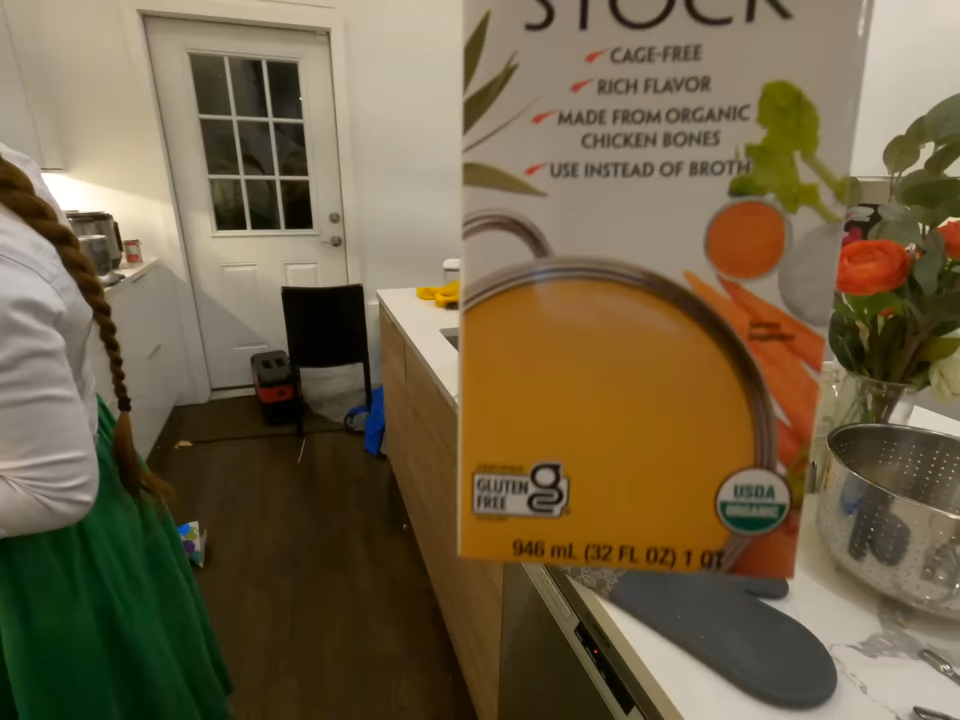 STOCK
CAGE-FREE
RICH FLAVOR
MADE FROM ORGANIC
CHICKEN BONES
USE INSTEAD OF BROTH
CERTIFIED
GLUTEN
FREE
USDA
ORGANIC
946 mL (32 FL OZ) 1 QT